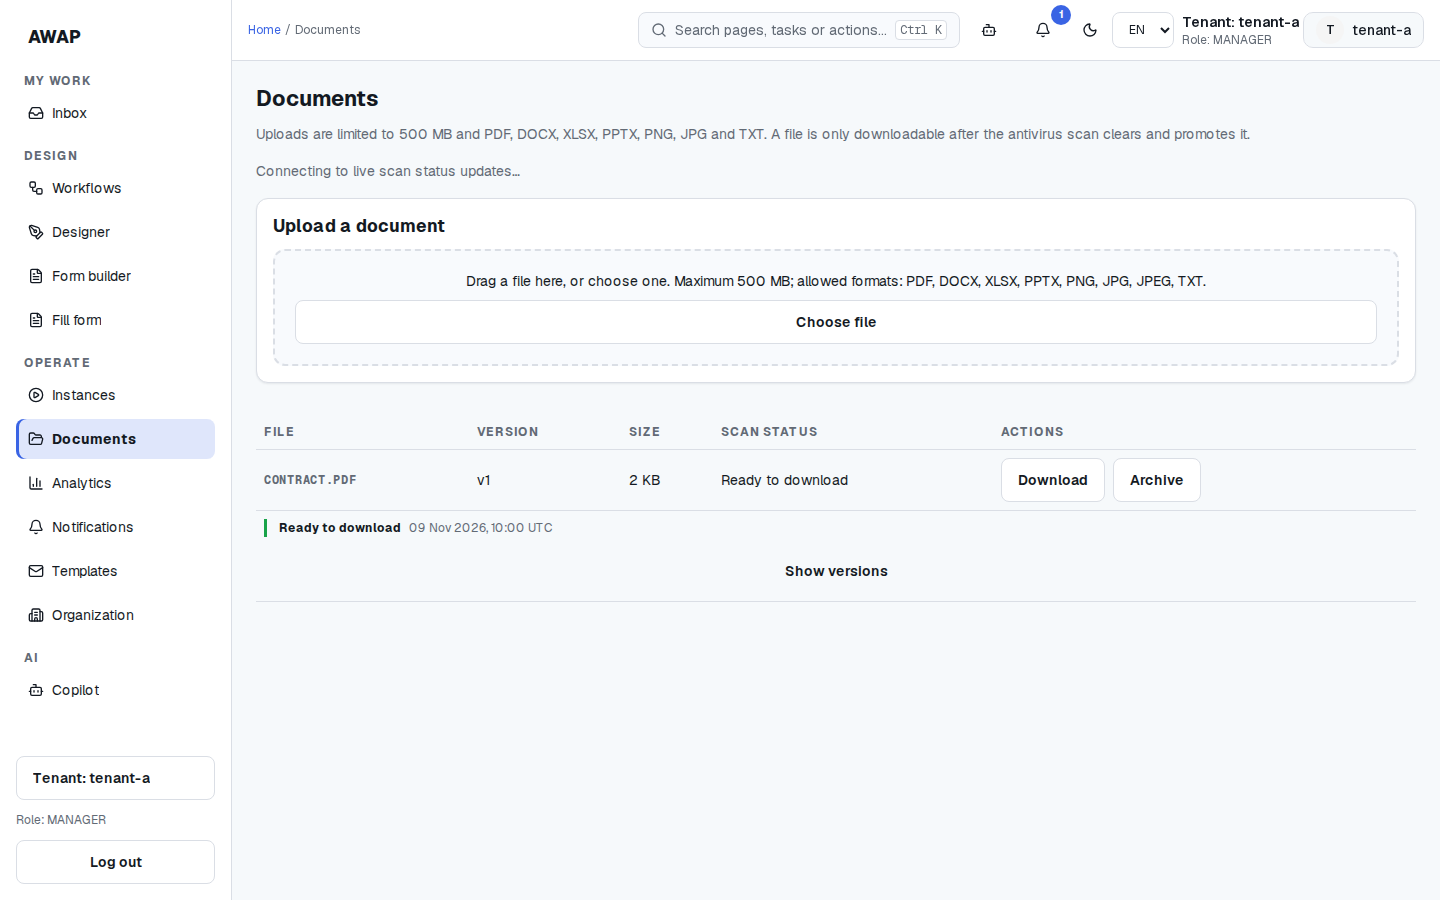 AWAP
MY WORK
Inbox
DESIGN
Workflows
Designer
Form builder
Fill form
OPERATE
Instances
Documents
Analytics
Notifications
Templates
Organization
AI
Copilot
Tenant: tenant-a
Role: MANAGER
Log out
Home / Documents
Search pages, tasks or actions... Ctrl K
1
EN
Tenant: tenant-a
Role: MANAGER
T tenant-a
Documents
Uploads are limited to 500 MB and PDF, DOCX, XLSX, PPTX, PNG, JPG and TXT. A file is only downloadable after the antivirus scan clears and promotes it.
Connecting to live scan status updates…
Upload a document
Drag a file here, or choose one. Maximum 500 MB; allowed formats: PDF, DOCX, XLSX, PPTX, PNG, JPG, JPEG, TXT.
Choose file
FILE VERSION SIZE SCAN STATUS ACTIONS
CONTRACT.PDF v1 2 KB Ready to download Download Archive
Ready to download 09 Nov 2026, 10:00 UTC
Show versions